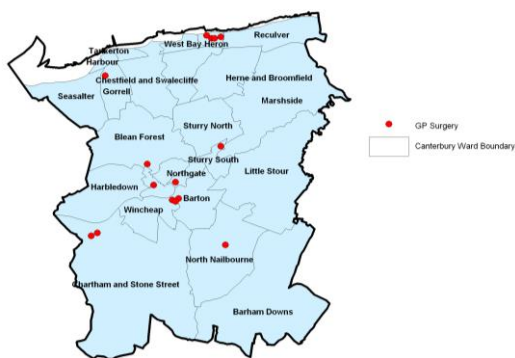 Tankerton
Harbour
West Bay Heron
Reculver
Chestfield and Swalecliffe
Gorrell
Seasalter
Herne and Broomfield
Marshside
Blean Forest
Sturry North
Sturry South
Northgate
Little Stour
Harbledown
Barton
Wincheap
North Nailbourne
Chartham and Stone Street
Barham Downs
GP Surgery
Canterbury Ward Boundary